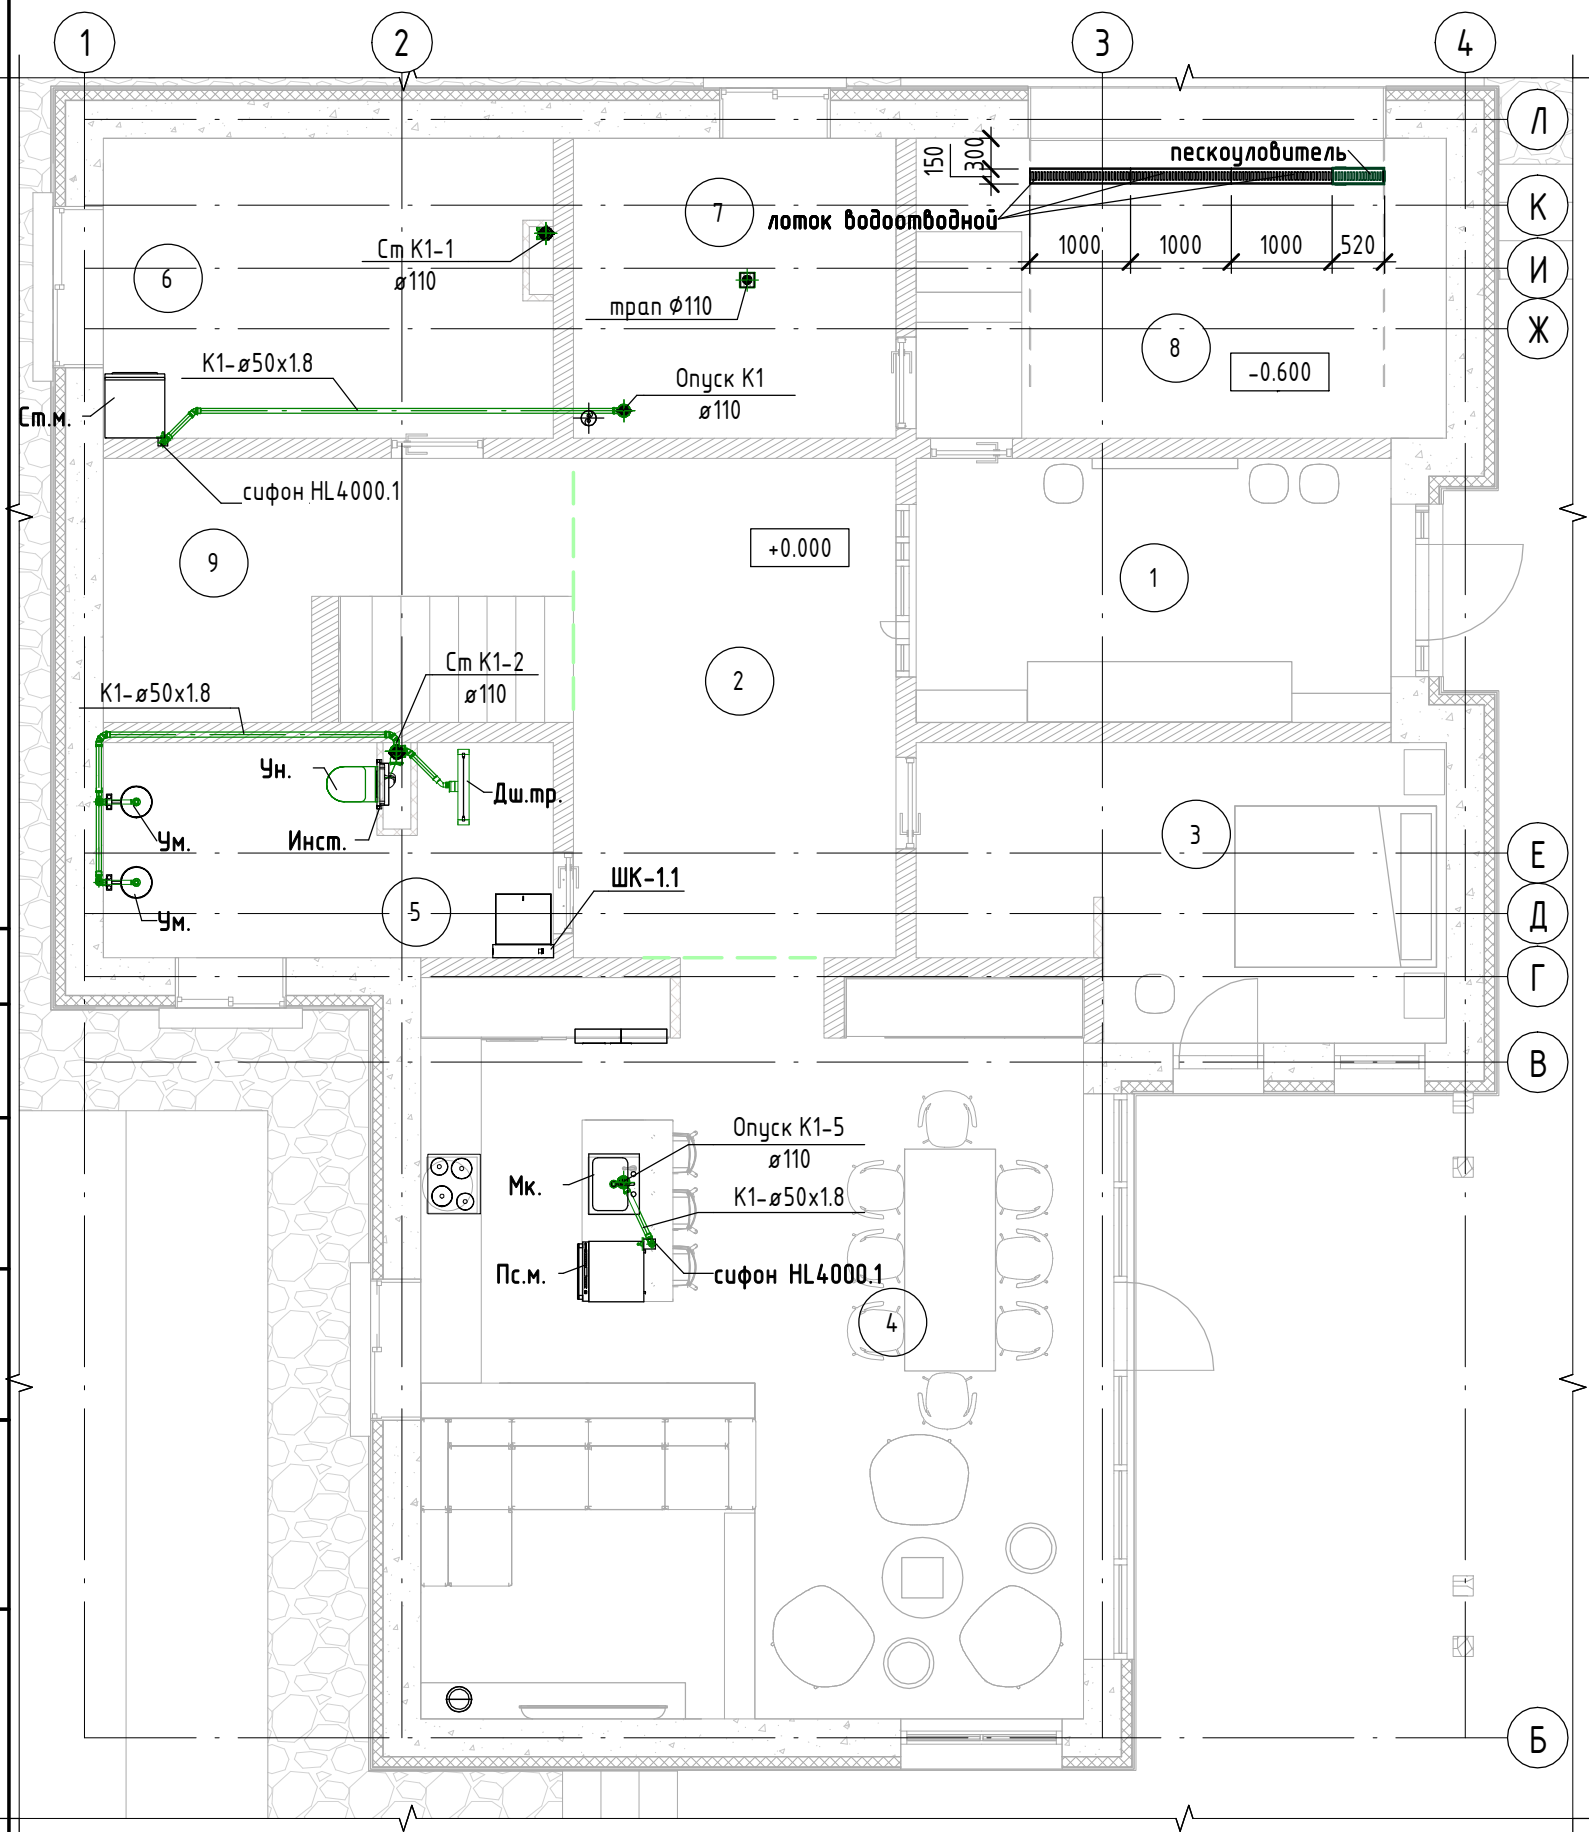 1
2
3
4
Л
пескоуловитель
150
300
К
7
лоток водоотводной
Ст К1-1
ø110
6
1000
1000
1000
520
И
трап Ф110
Ж
8
-0.600
К1-ø50x1.8
Опуск К1
ø110
Ст.м.
сифон HL4000.1
9
+0.000
1
Ст К1-2
ø110
2
К1-ø50x1.8
Ун.
Дш.тр.
Ум.
Инст.
3
Е
ШК-1.1
Ум.
5
Д
Г
В
Опуск К1-5
ø110
Мк.
К1-ø50x1.8
Пс.м.
сифон HL4000.1
4
Б